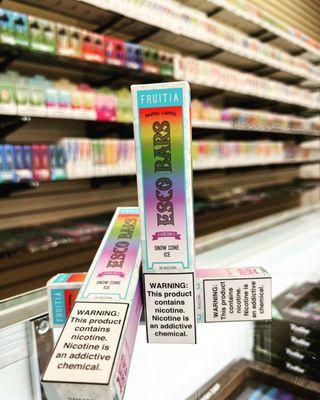 FRUITIA
PASTEL CARTEL
ESCO BARS
SNOW CONE
ICE
WARNING:
This product
contains
nicotine.
Nicotine is
an addictive
chemical.
FRUITIA
ESCO BARS
SNOW CONE
ICE
WARNING:
This product
contains
nicotine.
Nicotine is
an addictive
chemical.
WARNING:
This product
contains
nicotine.
Nicotine is
an addictive
chemical.